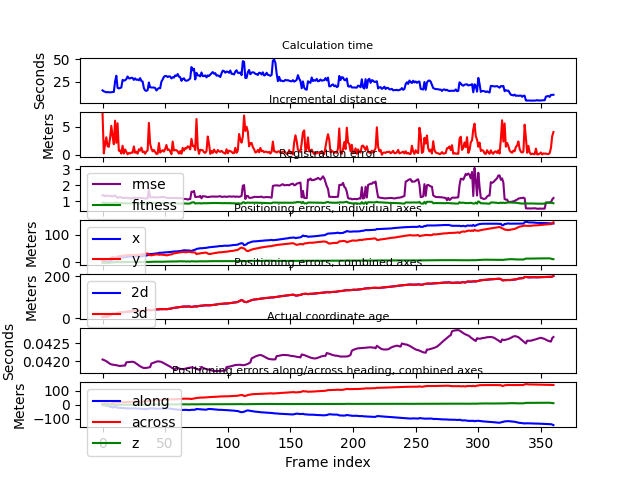 Calculation time
Seconds
50
25
Incremental distance
Meters
5
0
Registration error
3
2
1
rmse
fitness
Positioning errors, individual axes
Meters
100
0
x
y
Positioning errors, combined axes
Meters
200
0
2d
3d
Actual coordinate age
Seconds
0.0425
0.0420
Positioning errors along/across heading, combined axes
Meters
100
0
−100
along
across
z
0 50 100 150 200 250 300 350
Frame index